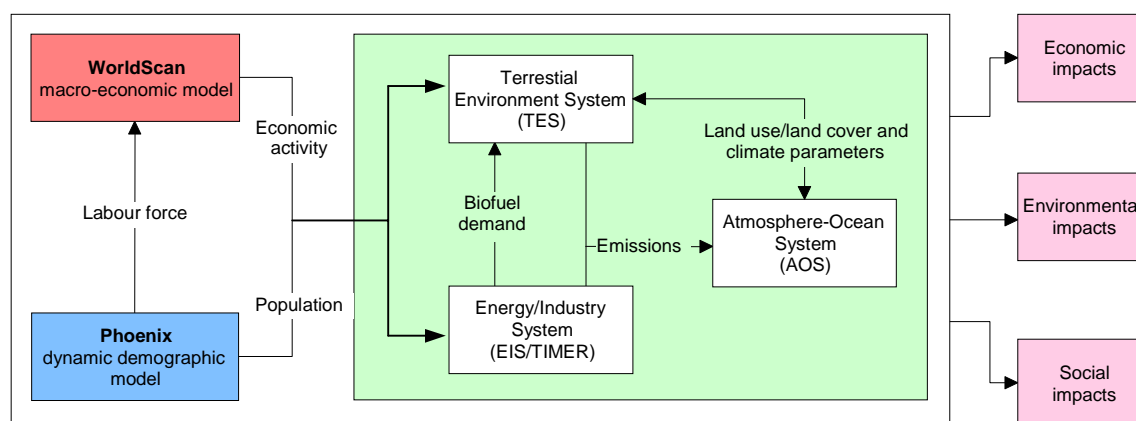 WorldScan
macro-economic model
Economic
activity
Labour force
Population
Phoenix
dynamic demographic
model
Terrestial
Environment System
(TES)
Land use/land cover and
climate parameters
Biofuel
demand
Emissions
Atmosphere-Ocean
System
(AOS)
Energy/Industry
System
(EIS/TIMER)
Economic
impacts
Environmental
impacts
Social
impacts